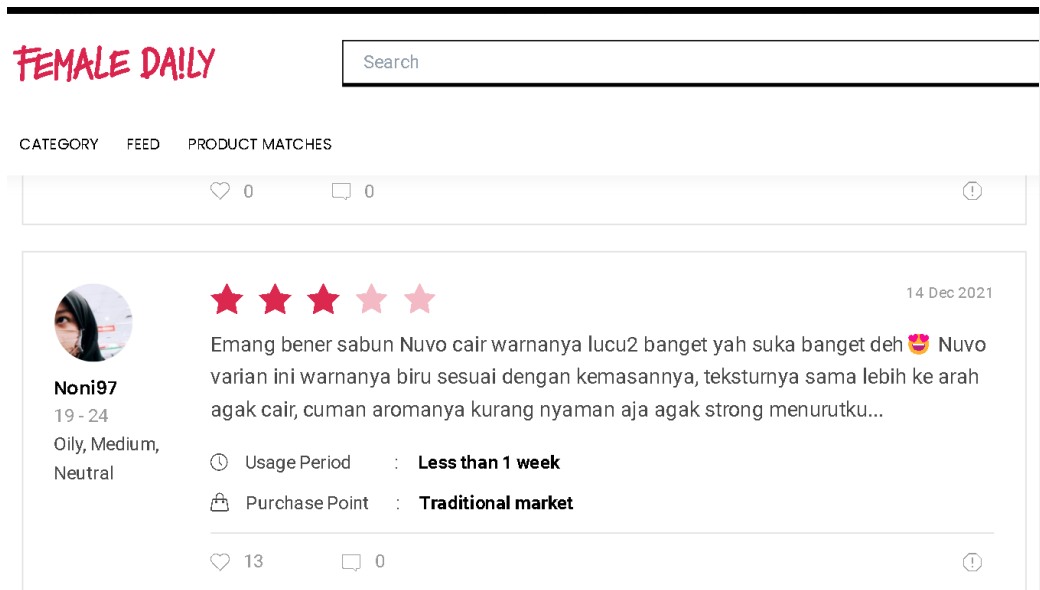 FEMALE DA!LY
Search
CATEGORY FEED PRODUCT MATCHES
0 0
14 Dec 2021
Emang bener sabun Nuvo cair warnanya lucu2 banget yah suka banget deh 😍 Nuvo
varian ini warnanya biru sesuai dengan kemasannya, teksturnya sama lebih ke arah
agak cair, cuman aromanya kurang nyaman aja agak strong menurutku...
Noni97
19 - 24
Oily, Medium,
Neutral
Usage Period : Less than 1 week
Purchase Point : Traditional market
13 0